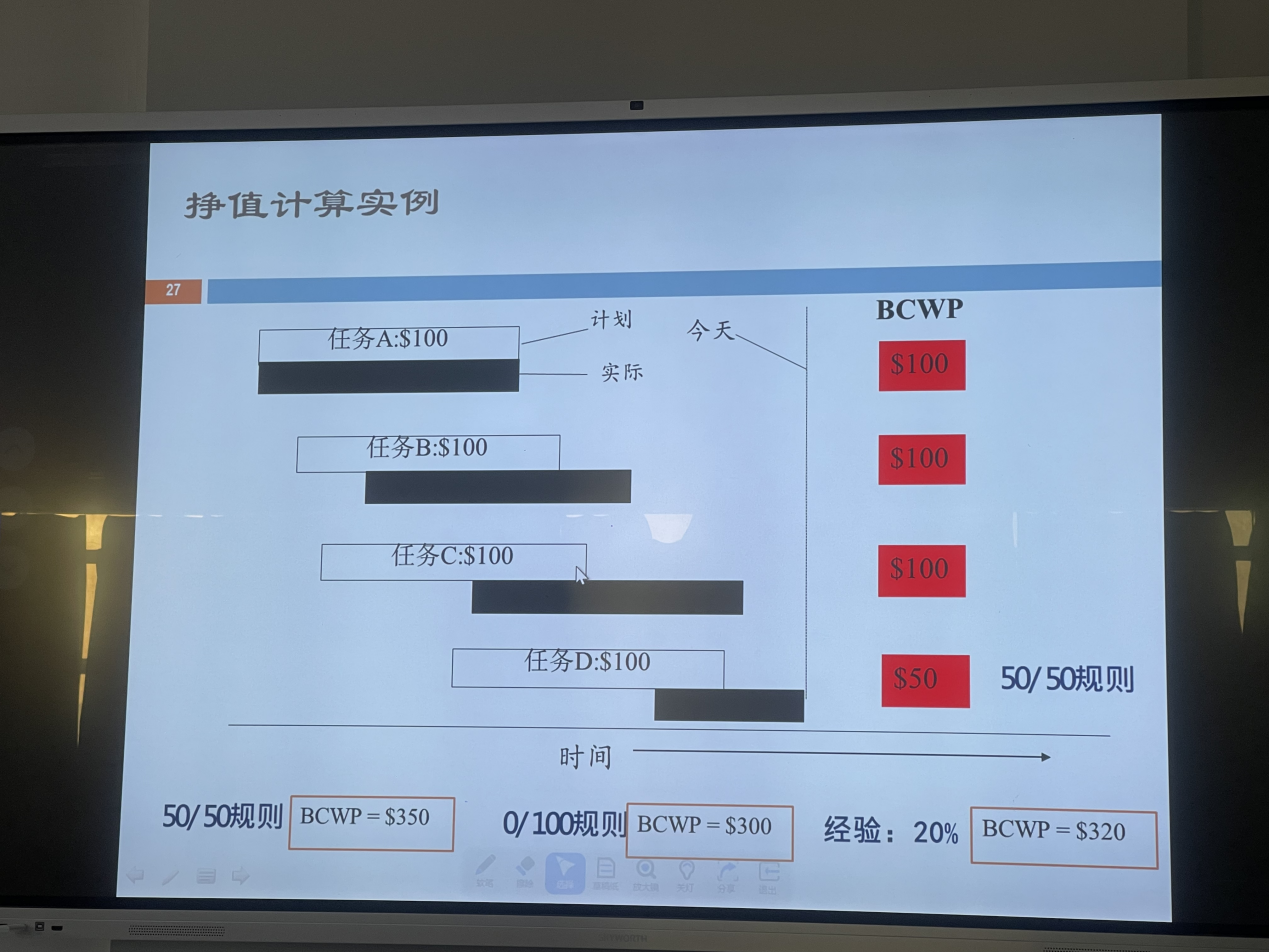 挣值计算实例
27
BCWP
任务A:$100
计划
今天
实际
$100
任务B:$100
$100
任务C:$100
$100
任务D:$100
$50
50/50规则
时间
50/50规则
BCWP = $350
0/100规则
BCWP = $300
经验：20%
BCWP = $320